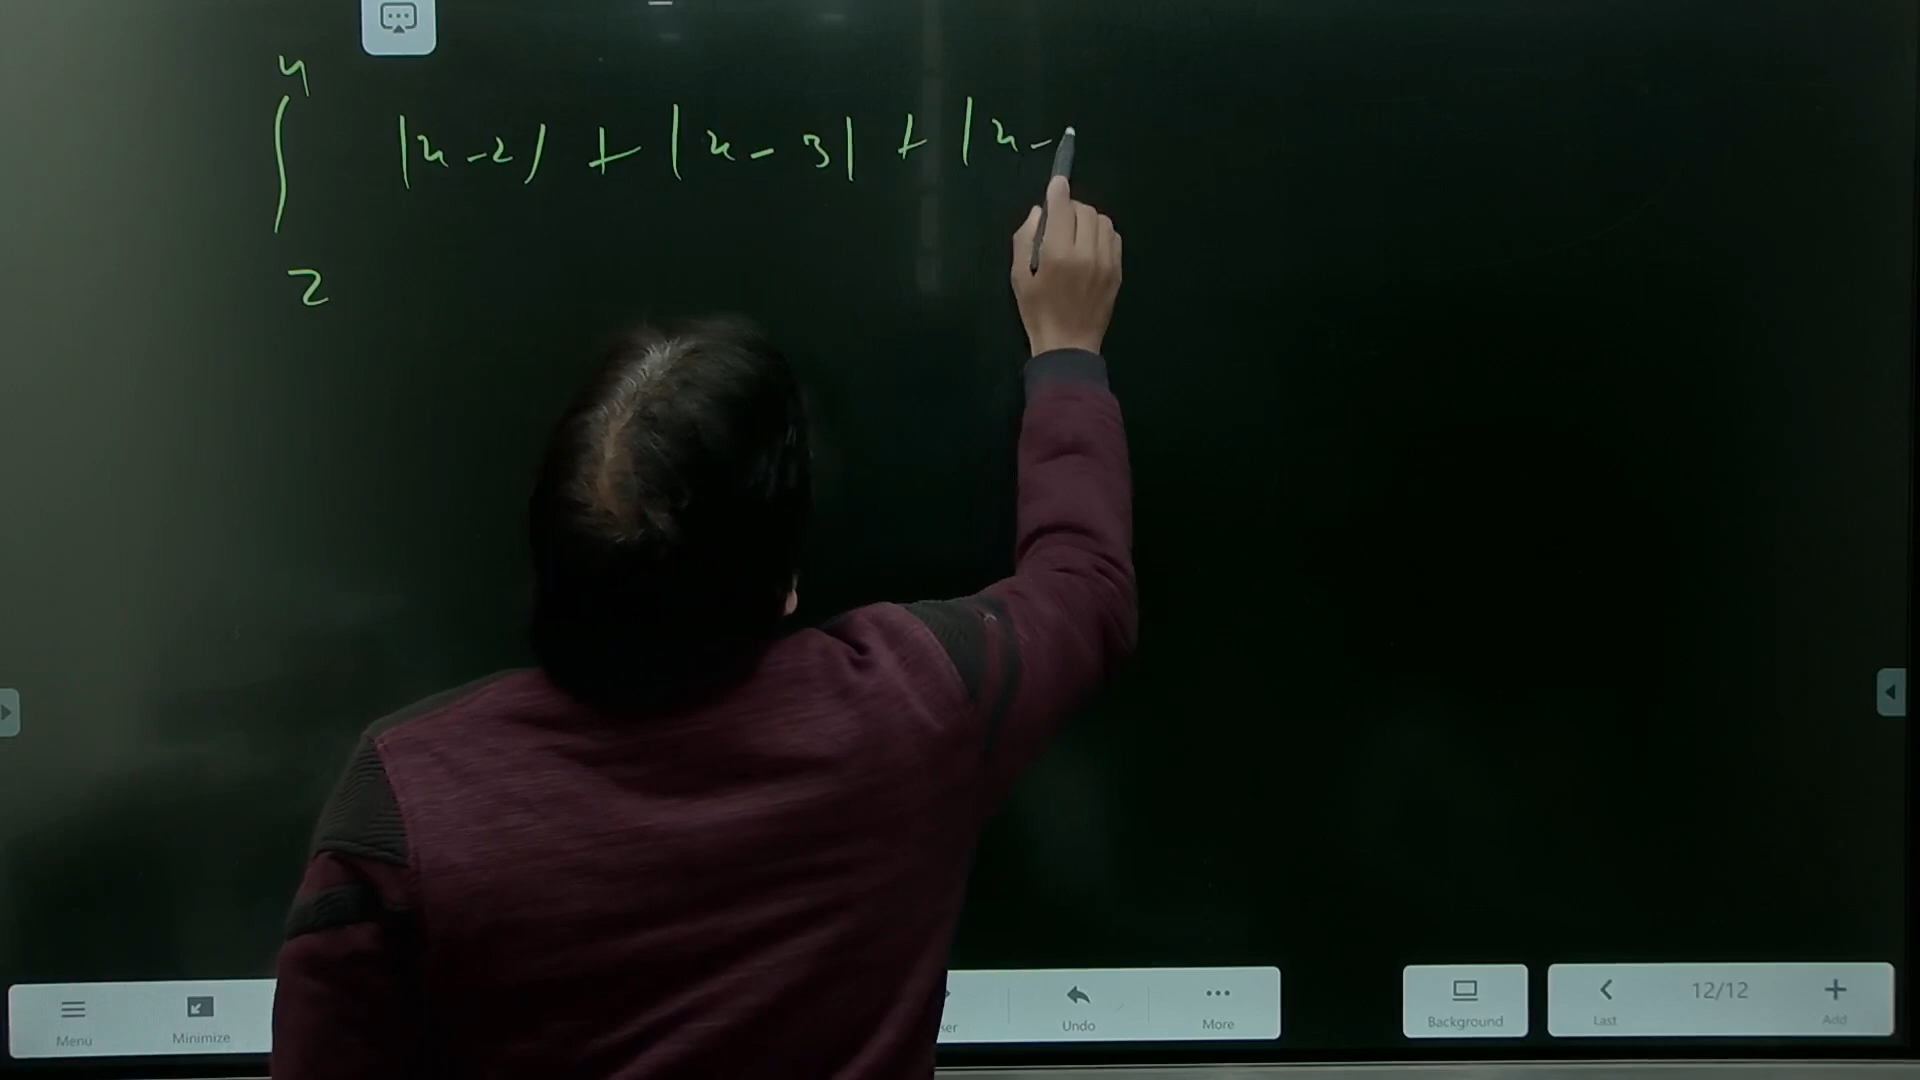 4
∫ |x-2| + |x-3| + |x-
2
Menu
Minimize
Undo
More
Background
Last
12/12
Add